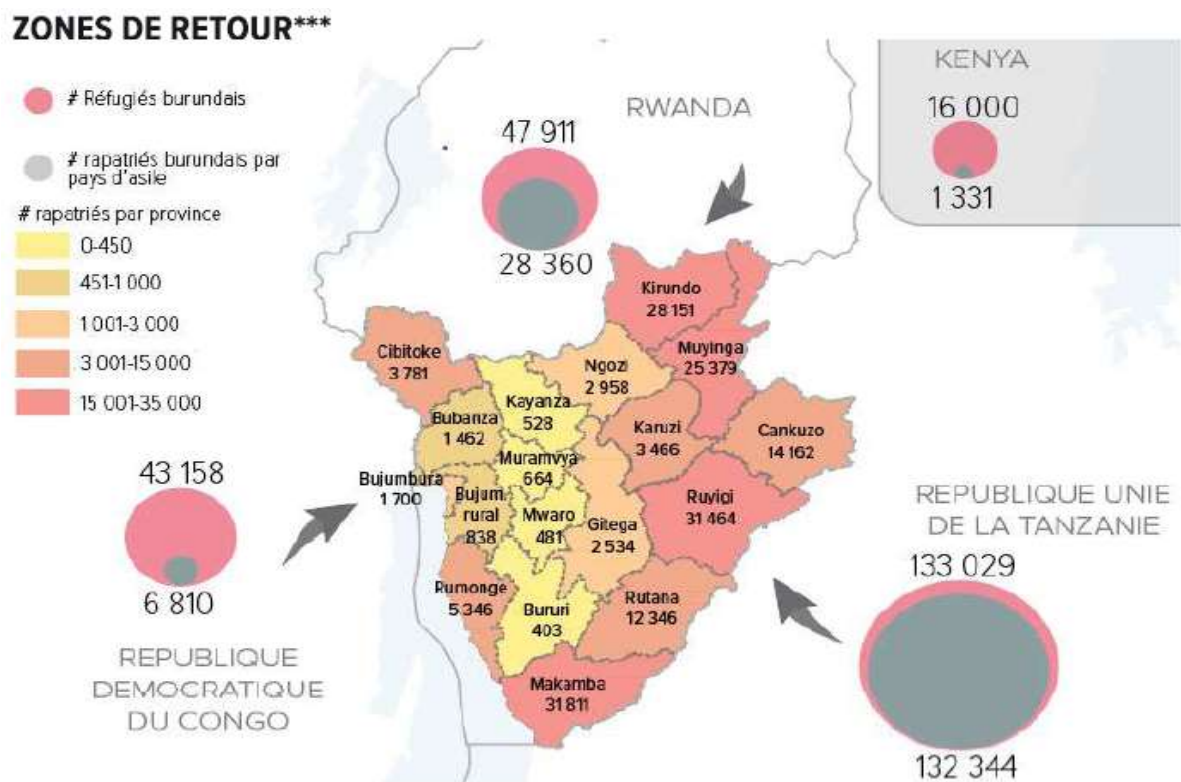 ZONES DE RETOUR***
# Réfugiés burundais
# rapatriés burundais par
pays d'asile
# rapatriés par province
0-450
451-1 000
1 001-3 000
3 001-15 000
15 001-35 000
KENYA
16 000
1 331
RWANDA
47 911
28 360
Kirundo
28 151
Muyinga
25 379
Cibitoke
3 781
Ngozi
2 958
Kayanza
528
Bubanza
1 462
Karuzi
3 466
Cankuzo
14 162
Muramvya
664
Bujumbura
1 700
Bujum
rural
838
Mwaro
481
Gitega
2 534
Ruyigi
31 464
Rumonge
5 346
Bururi
403
Rutana
12 346
Makamba
31 811
43 158
6 810
REPUBLIQUE
DEMOCRATIQUE
DU CONGO
REPUBLIQUE UNIE
DE LA TANZANIE
133 029
132 344